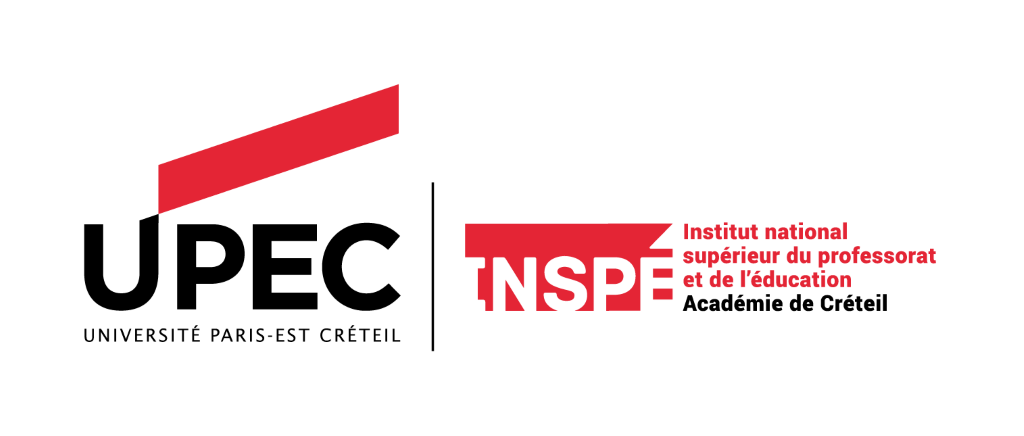 UPEC
UNIVERSITÉ PARIS-EST CRÉTEIL
INSPÉ
Institut national
supérieur du professorat
et de l'éducation
Académie de Créteil